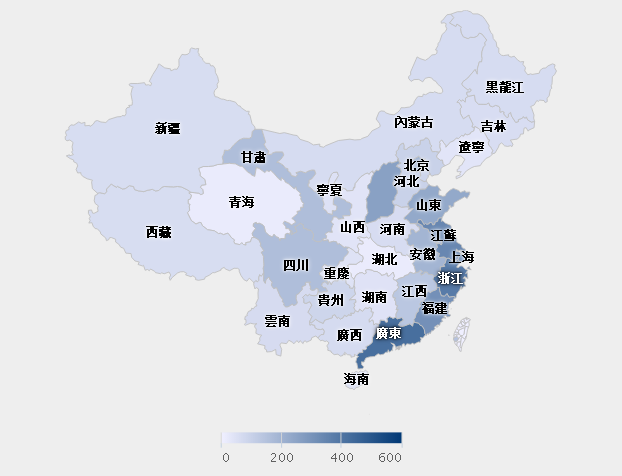 黑龍江
內蒙古
吉林
新疆
遼寧
甘肅
北京
河北
寧夏
青海
山東
山西
河南
西藏
江蘇
安徽
上海
四川
湖北
重慶
浙江
貴州
湖南
江西
福建
雲南
廣西
廣東
海南
0 200 400 600